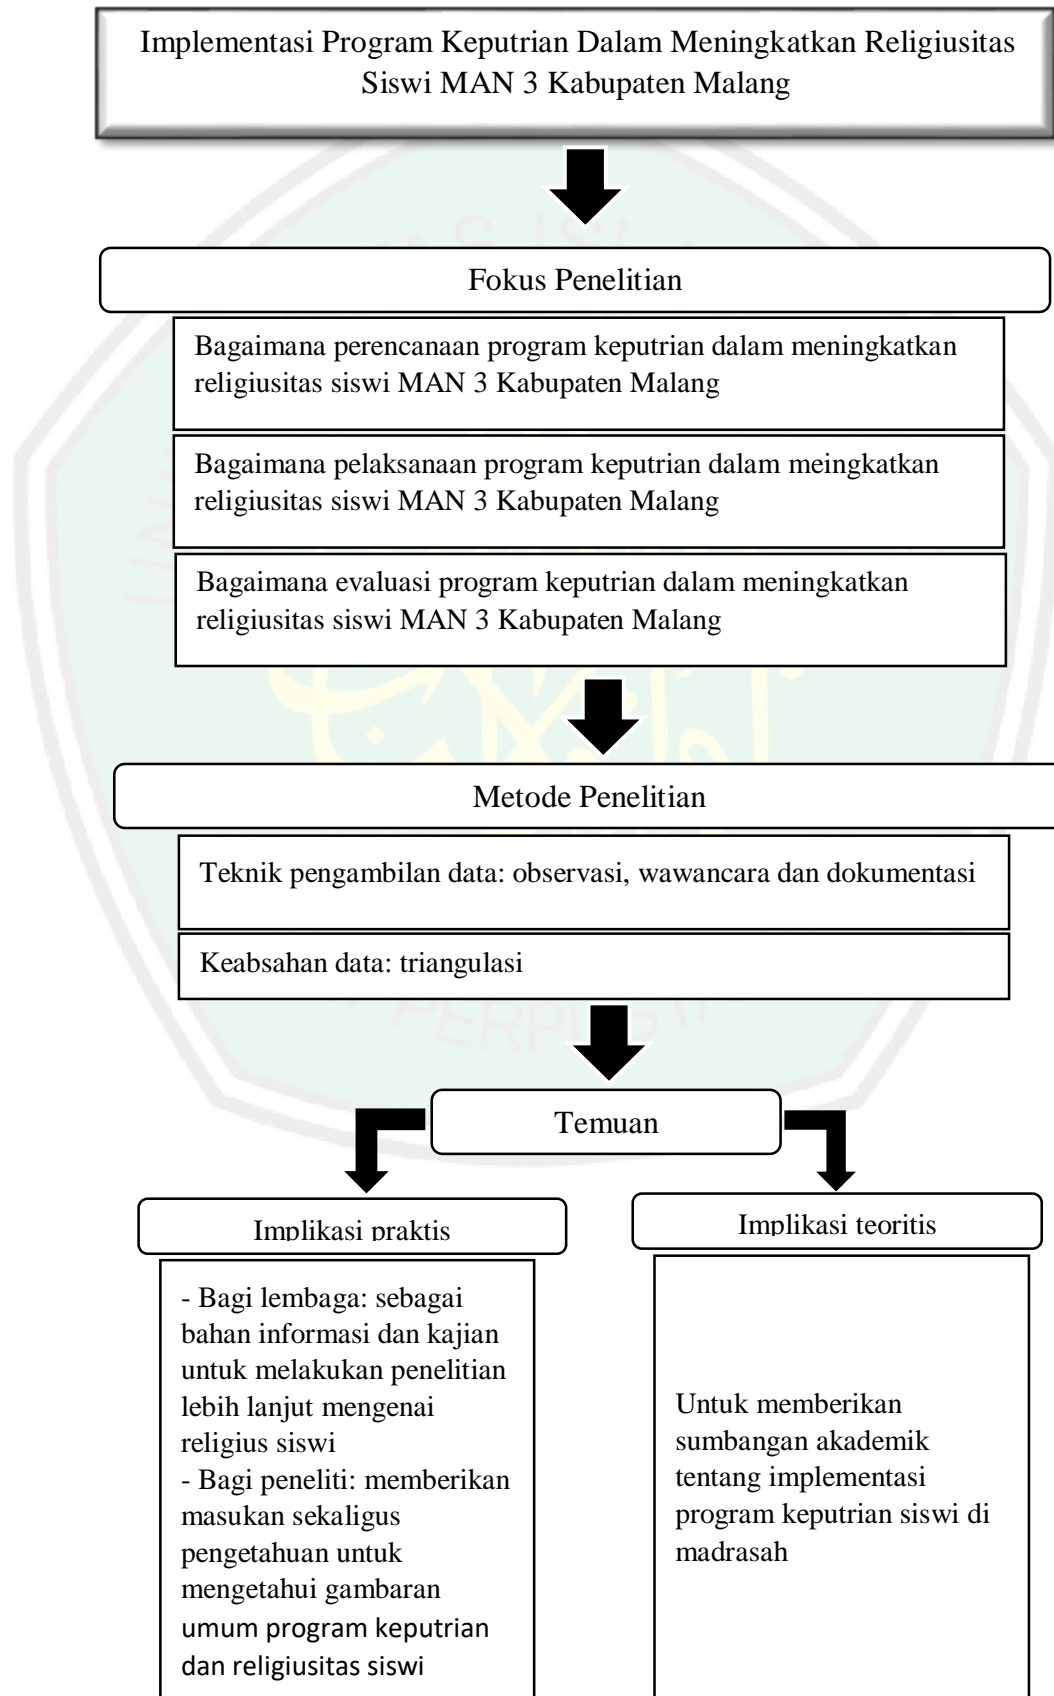 Implementasi Program Keputrian Dalam Meningkatkan Religiusitas
Siswi MAN 3 Kabupaten Malang
Fokus Penelitian
Bagaimana perencanaan program keputrian dalam meningkatkan
religiusitas siswi MAN 3 Kabupaten Malang
Bagaimana pelaksanaan program keputrian dalam meingkatkan
religiusitas siswi MAN 3 Kabupaten Malang
Bagaimana evaluasi program keputrian dalam meningkatkan
religiusitas siswi MAN 3 Kabupaten Malang
Metode Penelitian
Teknik pengambilan data: observasi, wawancara dan dokumentasi
Keabsahan data: triangulasi
Temuan
Implikasi praktis
- Bagi lembaga: sebagai
bahan informasi dan kajian
untuk melakukan penelitian
lebih lanjut mengenai
religius siswi
- Bagi peneliti: memberikan
masukan sekaligus
pengetahuan untuk
mengetahui gambaran
umum program keputrian
dan religiusitas siswi
Implikasi teoritis
Untuk memberikan
sumbangan akademik
tentang implementasi
program keputrian siswi di
madrasah